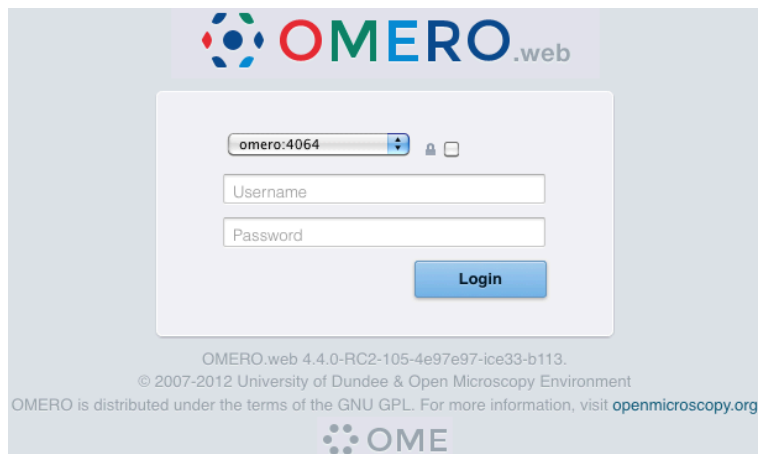 OMERO.web
omero:4064
Username
Password
Login
OMERO.web 4.4.0-RC2-105-4e97e97-ice33-b113.
© 2007-2012 University of Dundee & Open Microscopy Environment
OMERO is distributed under the terms of the GNU GPL. For more information, visit openmicroscopy.org
OME